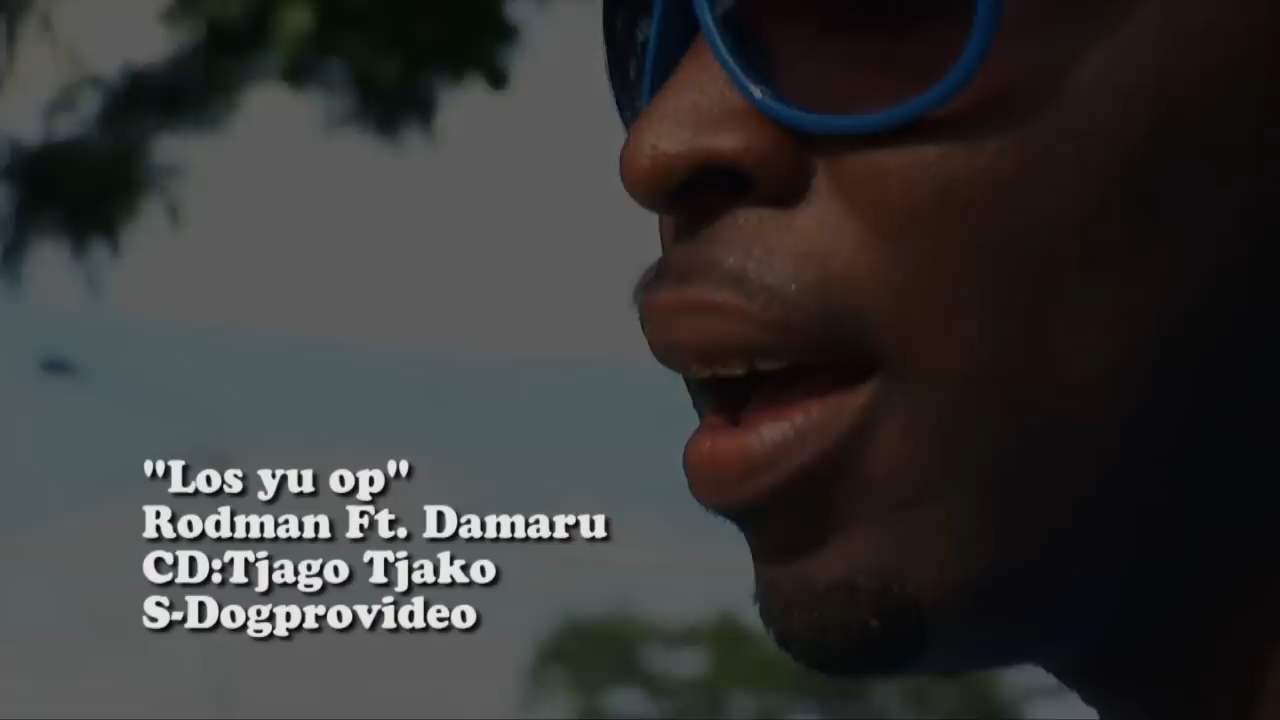 "Los yu op"
Rodman Ft. Damaru
CD:Tjago Tjako
S-Dogprovideo